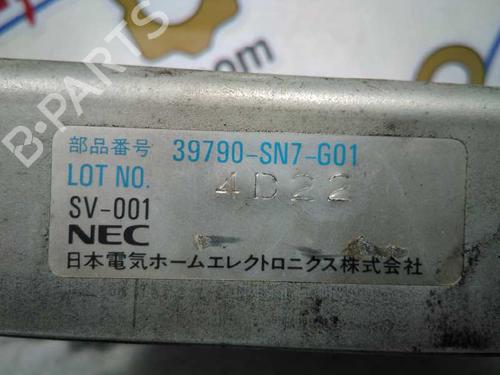 B-PARTS
部品番号 39790-SN7-G01
LOT NO. 4D22
SV-001
NEC
日本電気ホームエレクトロニクス株式会社